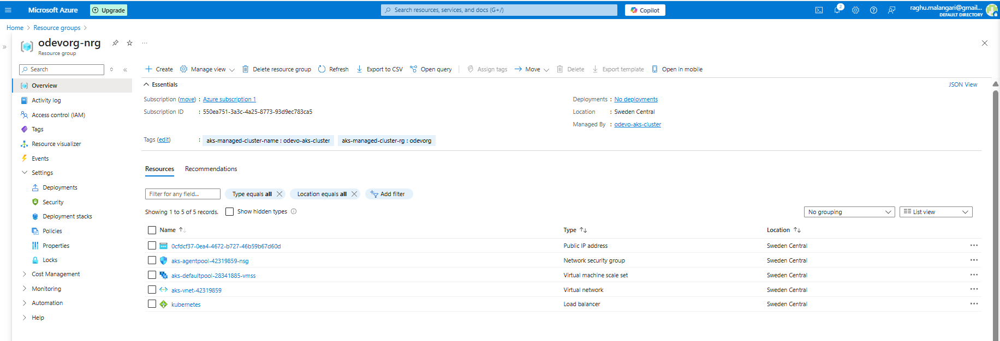 Microsoft Azure
Upgrade
Search resources, services, and docs (G+/)
Copilot
2
raghu.malangari@gmail...
DEFAULT DIRECTORY
Home > Resource groups >
odevorg-nrg
Resource group
Search
Overview
Activity log
Access control (IAM)
Tags
Resource visualizer
Events
Settings
Deployments
Security
Deployment stacks
Policies
Properties
Locks
Cost Management
Monitoring
Automation
Help
Create Manage view Delete resource group Refresh Export to CSV Open query Assign tags Move Delete Export template Open in mobile
Essentials
JSON View
Subscription (move) : Azure subscription 1
Subscription ID : 550ea751-3a3c-4a25-8773-93d9ec783ca5
Deployments : No deployments
Location : Sweden Central
Managed By : odevo-aks-cluster
Tags (edit) : aks-managed-cluster-name : odevo-aks-cluster aks-managed-cluster-rg : odevorg
Resources Recommendations
Filter for any field... Type equals all Location equals all Add filter
Showing 1 to 5 of 5 records. Show hidden types
No grouping List view
Name Type Location
0cfdcf37-0ea4-4672-b727-46b59b67d60d Public IP address Sweden Central
aks-agentpool-42319859-nsg Network security group Sweden Central
aks-defaultpool-28341885-vmss Virtual machine scale set Sweden Central
aks-vnet-42319859 Virtual network Sweden Central
kubernetes Load balancer Sweden Central